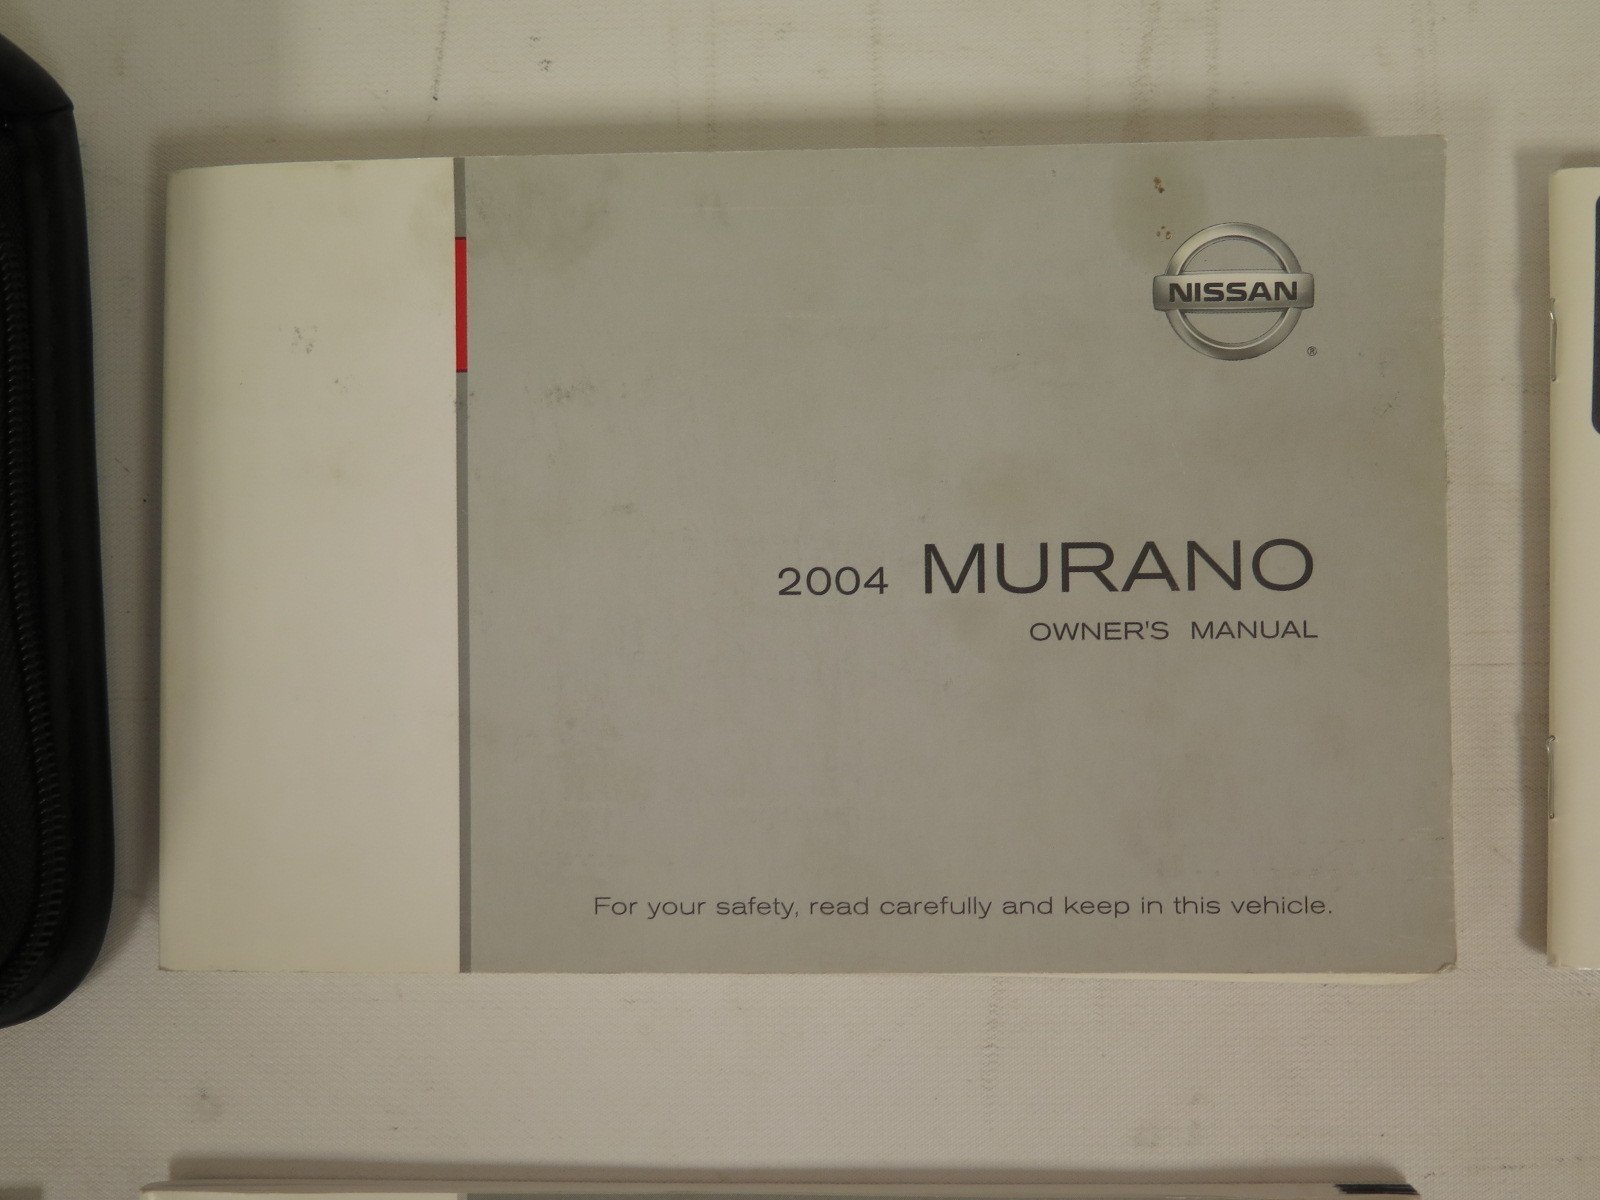 NISSAN
®
2004 MURANO
OWNER'S MANUAL
For your safety, read carefully and keep in this vehicle.